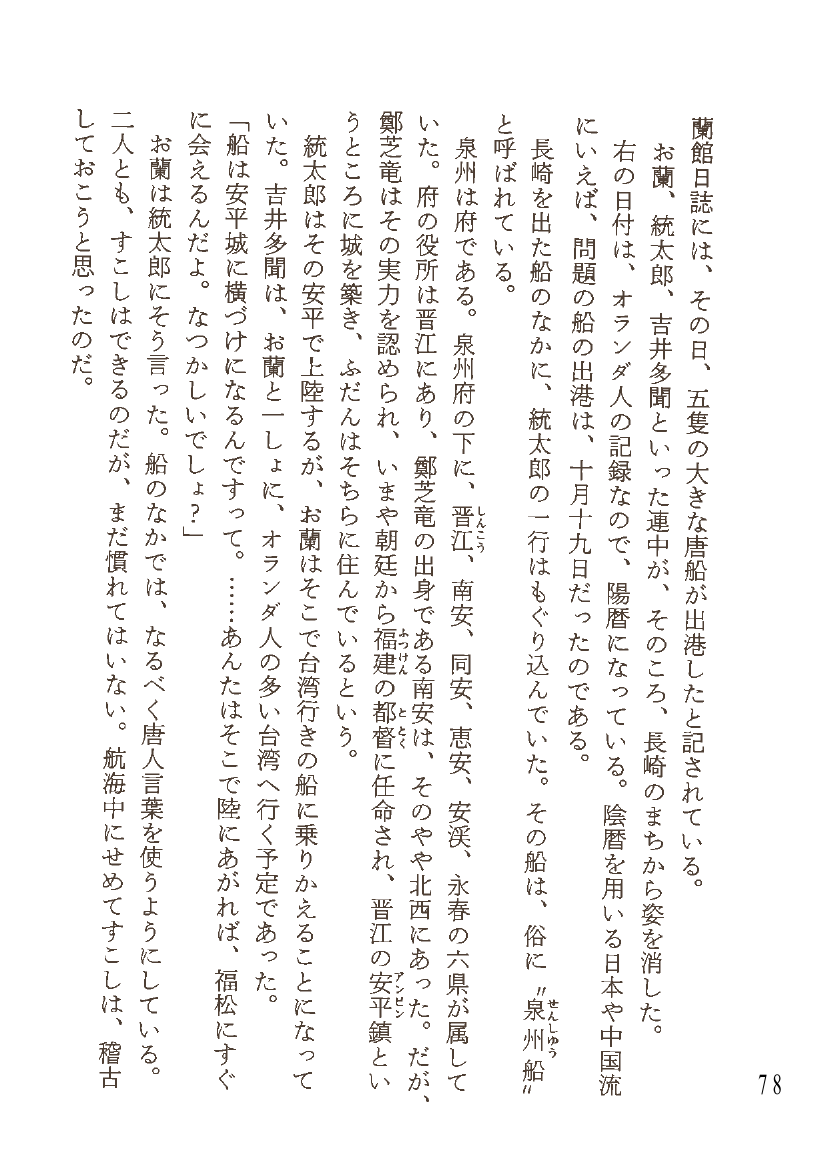 蘭館日誌には、その日、五隻の大きな唐船が出港したと記されている。
お蘭、統太郎、吉井多聞といった連中が、そのころ、長崎のまちから姿を消した。
右の日付は、オランダ人の記録なので、陽暦になっている。陰暦を用いる日本や中国流
にいえば、問題の船の出港は、十月十九日だったのである。
長崎を出た船のなかに、統太郎の一行はもぐり込んでいた。その船は、俗に〝泉州船〟
せんしゅう
と呼ばれている。
泉州は府である。泉州府の下に、晋江、南安、同安、恵安、安渓、永春の六県が属して
しんこう
いた。府の役所は晋江にあり、鄭芝竜の出身である南安は、そのやや北西にあった。だが、
鄭芝竜はその実力を認められ、いまや朝廷から福建の都督に任命され、晋江の安平鎮とい
ふっけん
ととく
アンピン
うところに城を築き、ふだんはそちらに住んでいるという。
統太郎はその安平で上陸するが、お蘭はそこで台湾行きの船に乗りかえることになって
いた。吉井多聞は、お蘭と一しょに、オランダ人の多い台湾へ行く予定であった。
「船は安平城に横づけになるんですって。……あんたはそこで陸にあがれば、福松にすぐ
に会えるんだよ。なつかしいでしょ?」
お蘭は統太郎にそう言った。船のなかでは、なるべく唐人言葉を使うようにしている。
二人とも、すこしはできるのだが、まだ慣れてはいない。航海中にせめてすこしは、稽古
しておこうと思ったのだ。
78